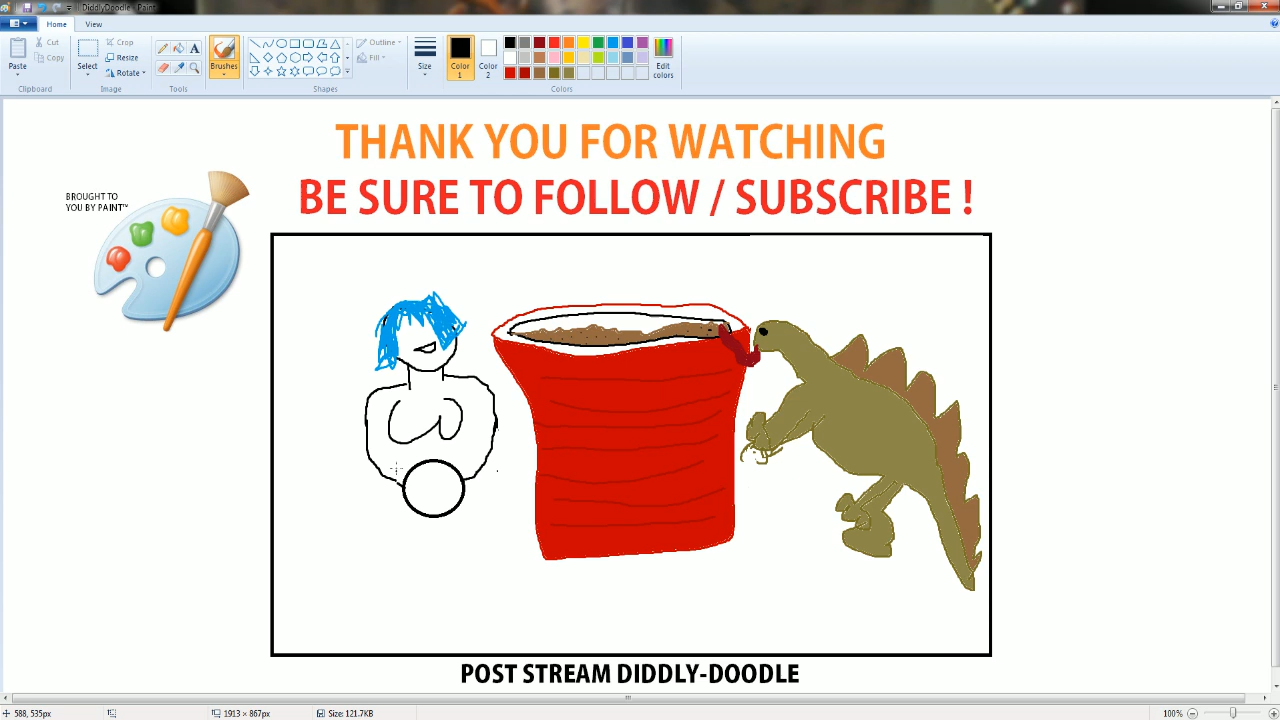 DiddlyDoodle - Paint
Home
View
Paste
Cut
Copy
Clipboard
Select
Crop
Resize
Rotate
Image
A
Tools
Brushes
Outline
Fill
Shapes
Size
Color
1
Color
2
Edit
colors
Colors
THANK YOU FOR WATCHING
BE SURE TO FOLLOW / SUBSCRIBE !
BROUGHT TO
YOU BY PAINT™
POST STREAM DIDDLY-DOODLE
588, 535px
1913 × 867px
Size: 121.7KB
100%